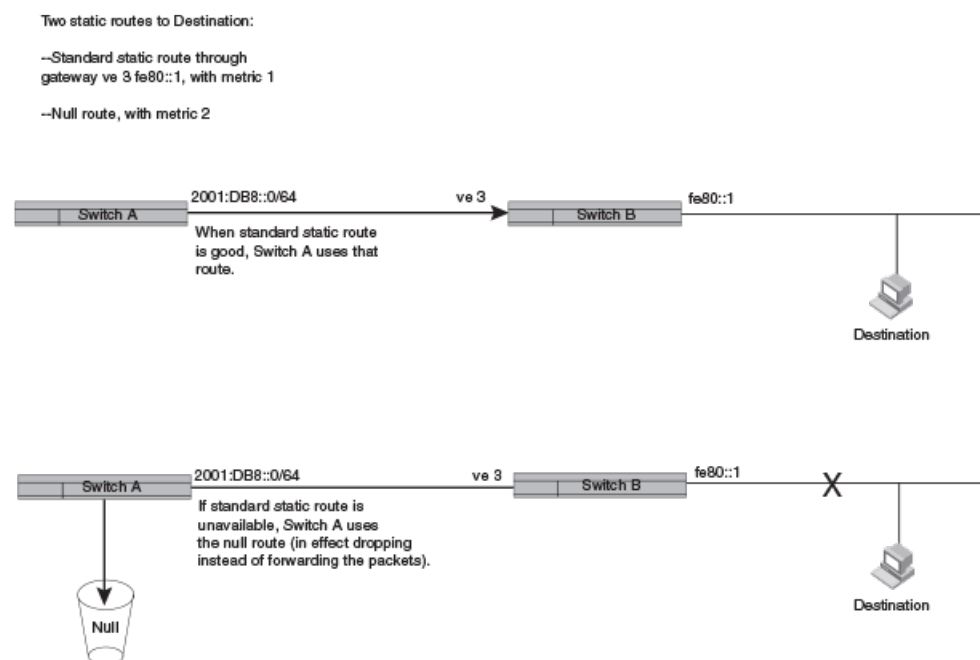 Two static routes to Destination:
--Standard static route through
gateway ve 3 fe80::1, with metric 1
--Null route, with metric 2
Switch A
2001:DB8::0/64
ve 3
Switch B
fe80::1
When standard static route
is good, Switch A uses that
route.
Destination
Switch A
2001:DB8::0/64
ve 3
Switch B
fe80::1
X
If standard static route is
unavailable, Switch A uses
the null route (in effect dropping
instead of forwarding the packets).
Destination
Null